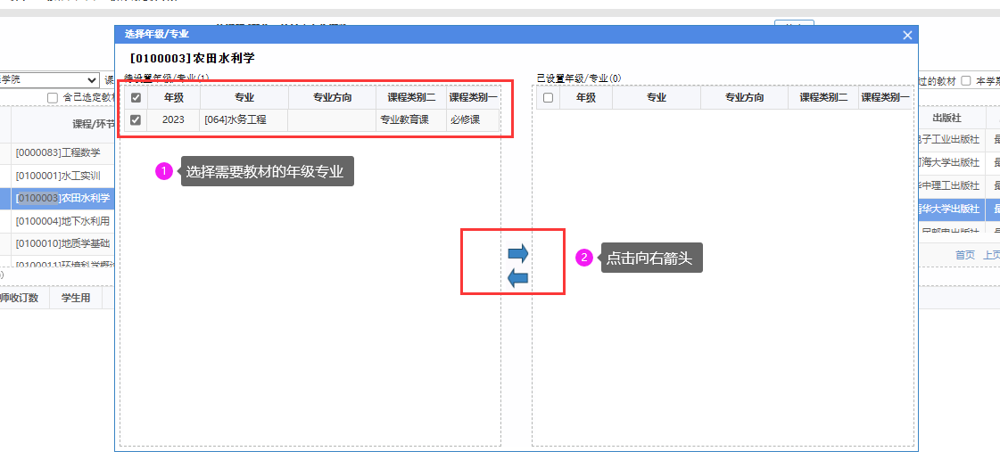 选择年级/专业
[0100003]农田水利学
待设置年级/专业(1)
年级 专业 专业方向 课程类别二 课程类别一
2023 [064]水务工程 专业教育课 必修课
1 选择需要教材的年级专业
2 点击向右箭头
已设置年级/专业(0)
年级 专业 专业方向 课程类别二 课程类别一
学院
课
含已选定教材
课程/环节
[0000083]工程数学
[0100001]水工实训
[0100003]农田水利学
[0100004]地下水利用
[0100010]地质学基础
[0100011]环境科学概论
师收订数 学生用
过的教材 本学期
出版社
电子工业出版社
河海大学出版社
华中理工出版社
清华大学出版社
首页 上页